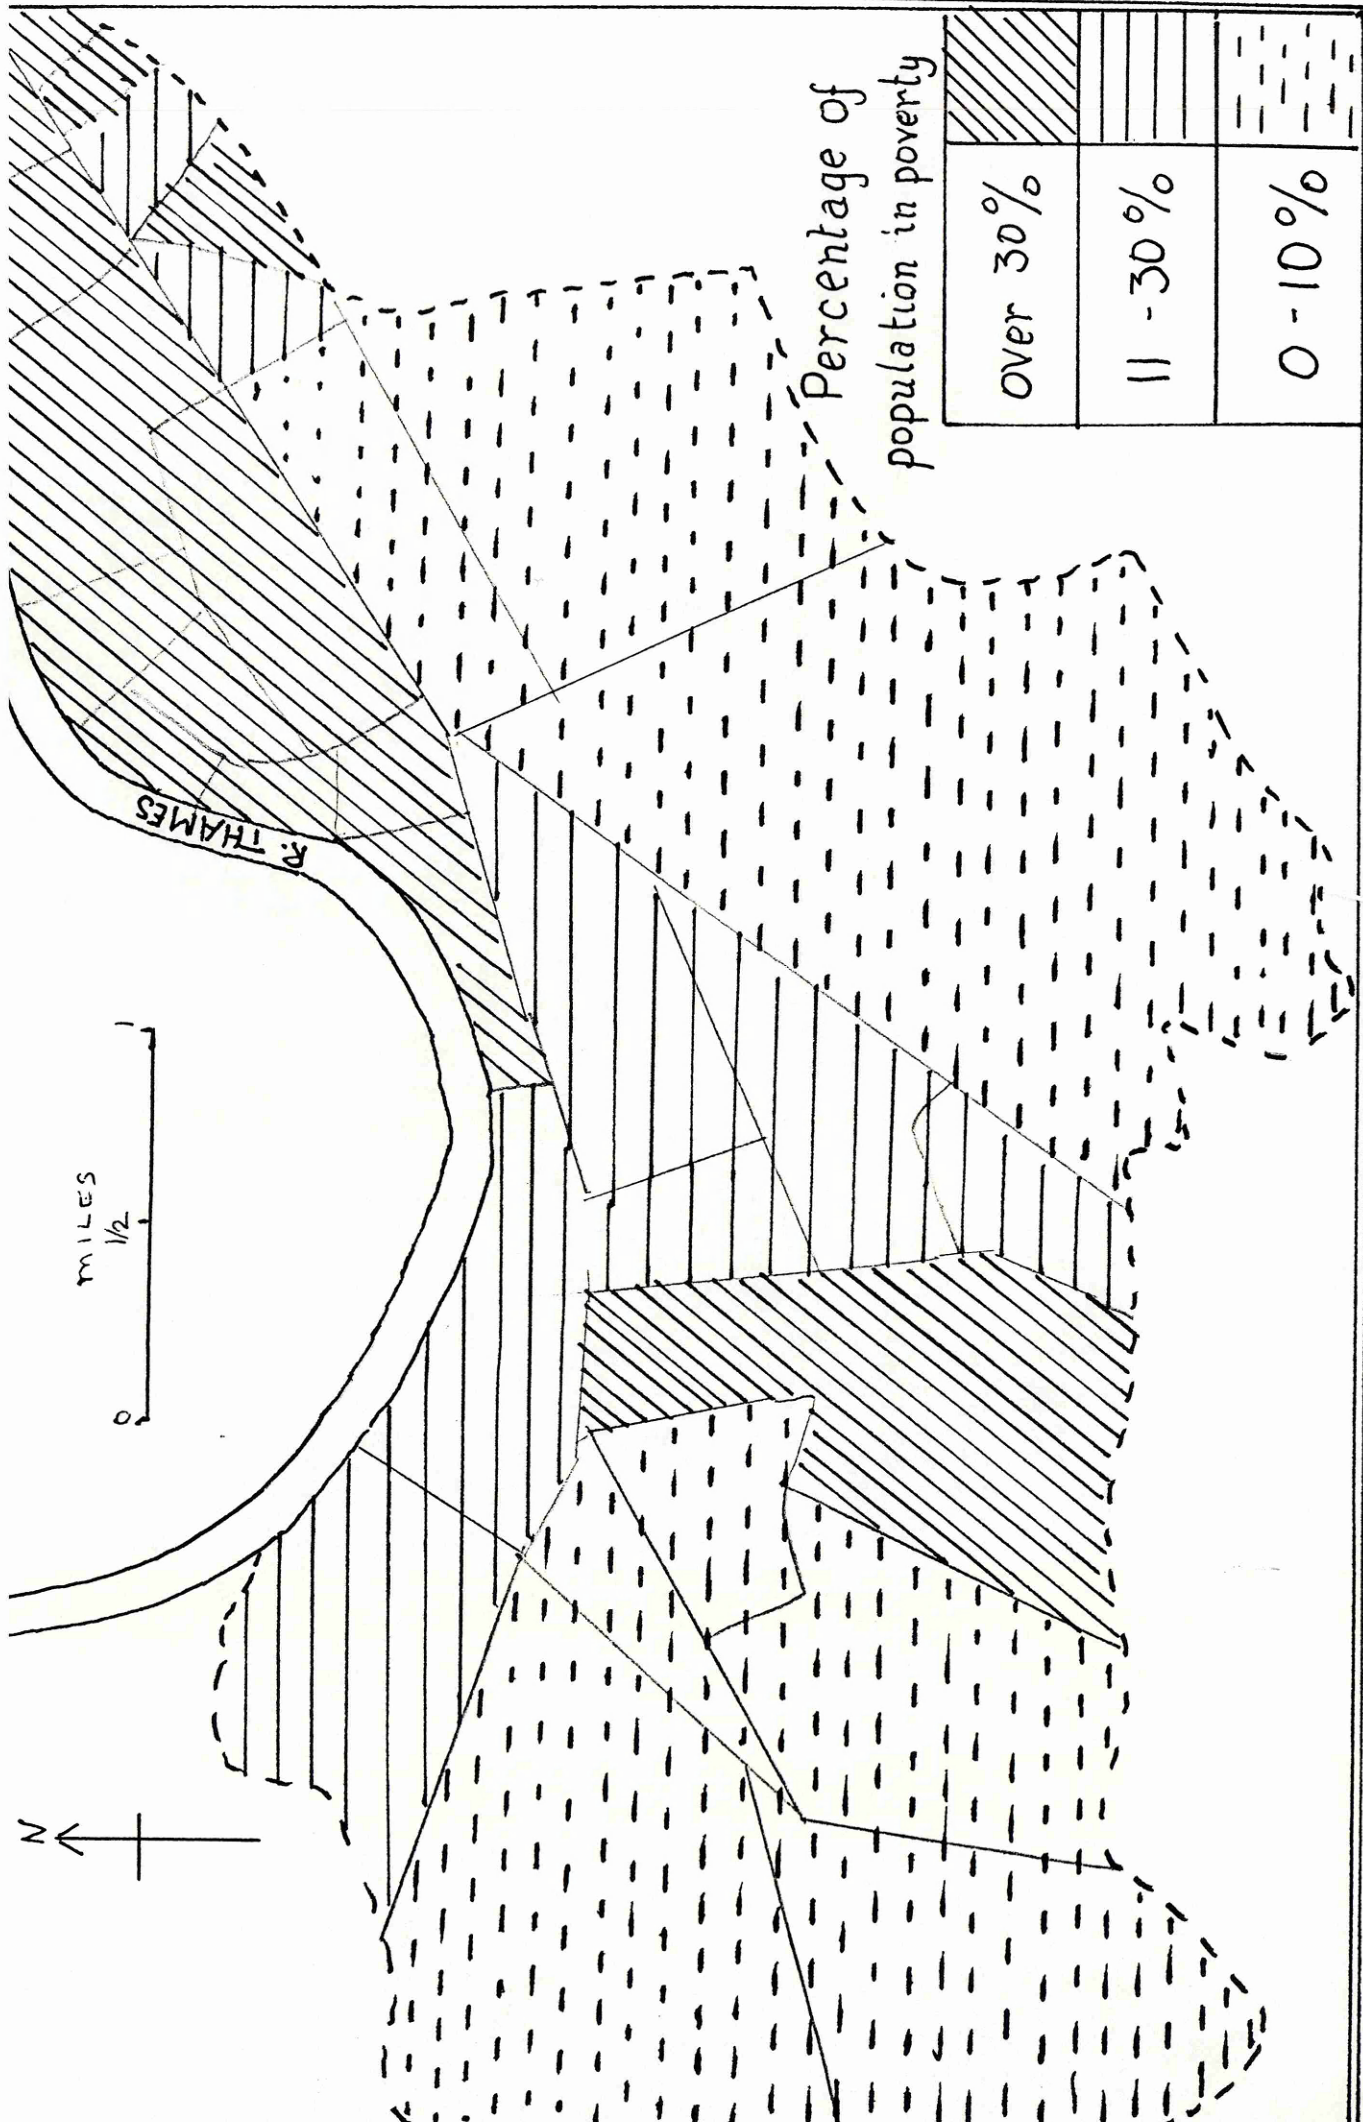 N
MILES
0 1/2 1
R. THAMES
Percentage of
population in poverty
over 30%
11 - 30%
0 - 10%